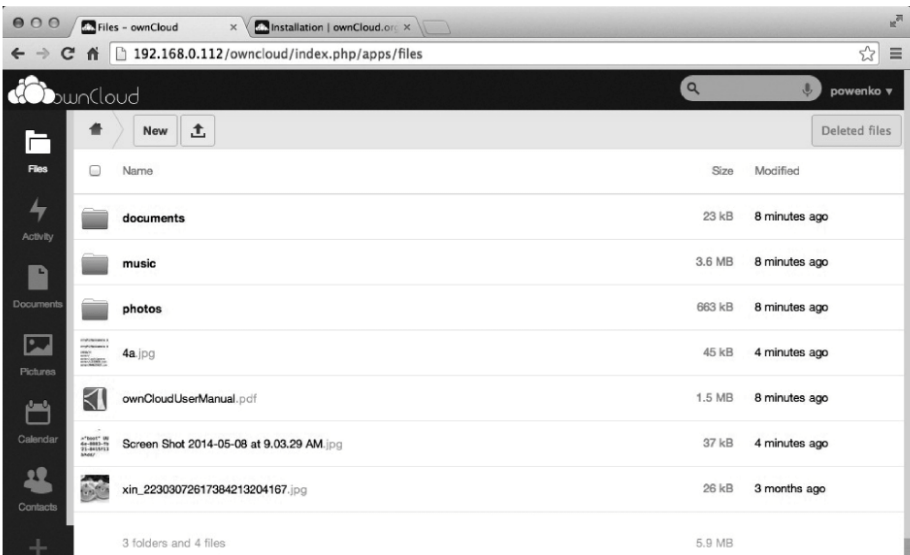 Files – ownCloud × Installation | ownCloud.org ×
192.168.0.112/owncloud/index.php/apps/files
ownCloud powenko ▾
New Deleted files
Files
Name Size Modified
documents 23 kB 8 minutes ago
Activity
music 3.6 MB 8 minutes ago
Documents
photos 663 kB 8 minutes ago
4a.jpg 45 kB 4 minutes ago
Pictures
ownCloudUserManual.pdf 1.5 MB 8 minutes ago
Calendar
Screen Shot 2014-05-08 at 9.03.29 AM.jpg 37 kB 4 minutes ago
xin_22303072617384213204167.jpg 26 kB 3 months ago
Contacts
3 folders and 4 files 5.9 MB